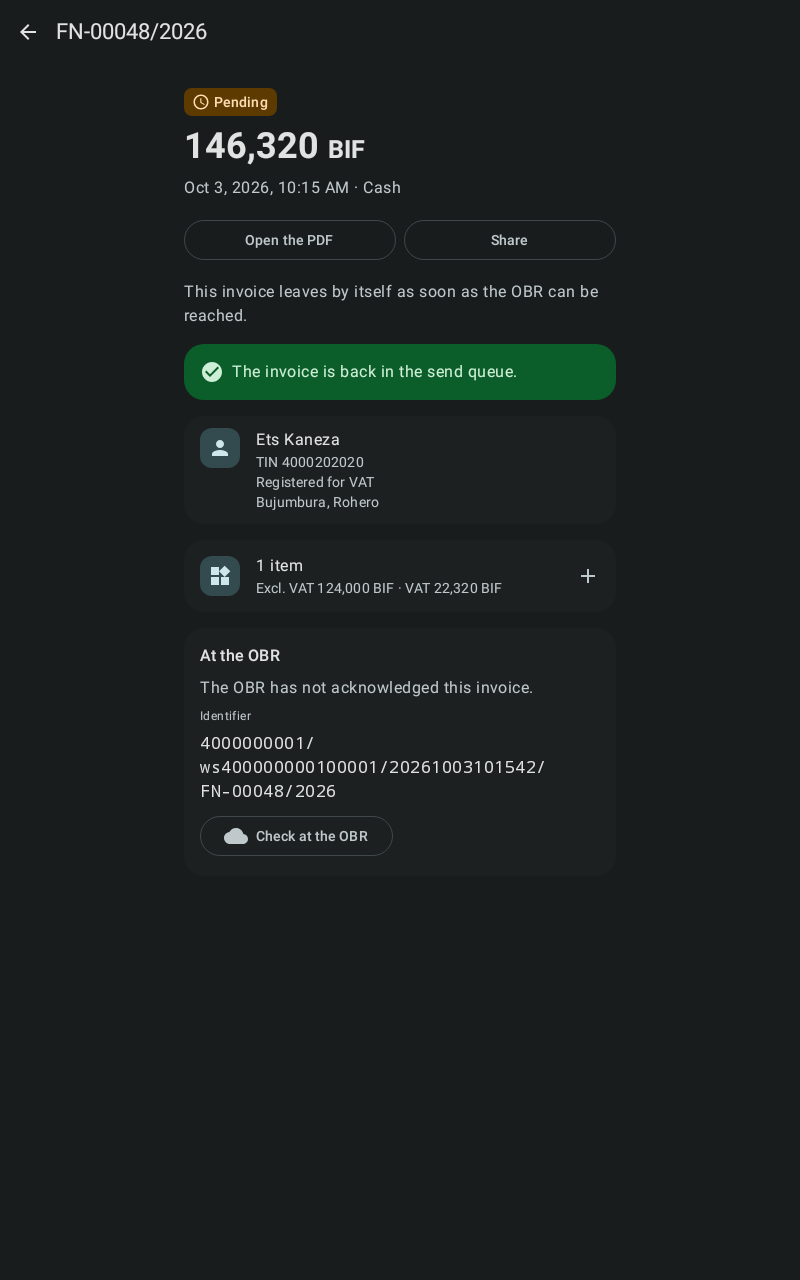 FN-00048/2026
Pending
146,320 BIF
Oct 3, 2026, 10:15 AM · Cash
Open the PDF
Share
This invoice leaves by itself as soon as the OBR can be
reached.
The invoice is back in the send queue.
Ets Kaneza
TIN 4000202020
Registered for VAT
Bujumbura, Rohero
1 item
Excl. VAT 124,000 BIF · VAT 22,320 BIF
At the OBR
The OBR has not acknowledged this invoice.
Identifier
4000000001/
ws400000000100001/20261003101542/
FN-00048/2026
Check at the OBR